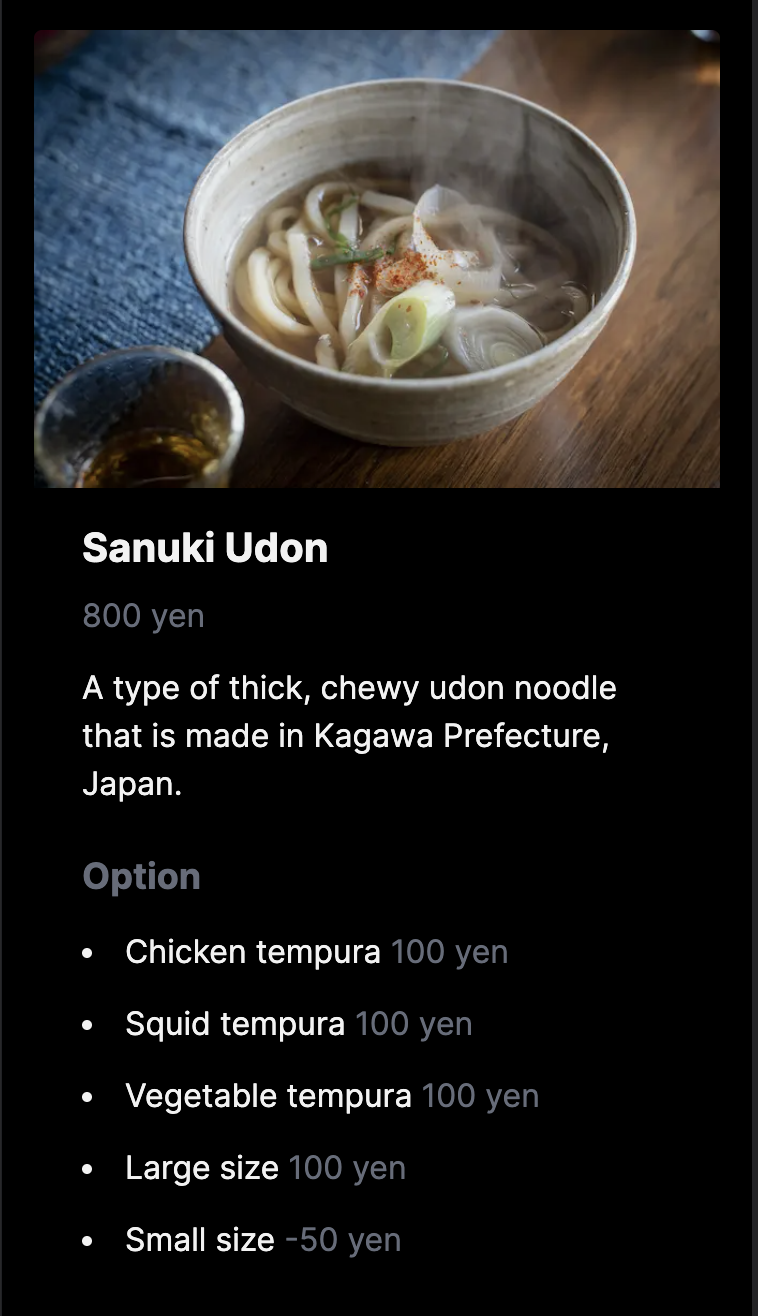 Sanuki Udon
800 yen
A type of thick, chewy udon noodle
that is made in Kagawa Prefecture,
Japan.
Option
• Chicken tempura 100 yen
• Squid tempura 100 yen
• Vegetable tempura 100 yen
• Large size 100 yen
• Small size -50 yen